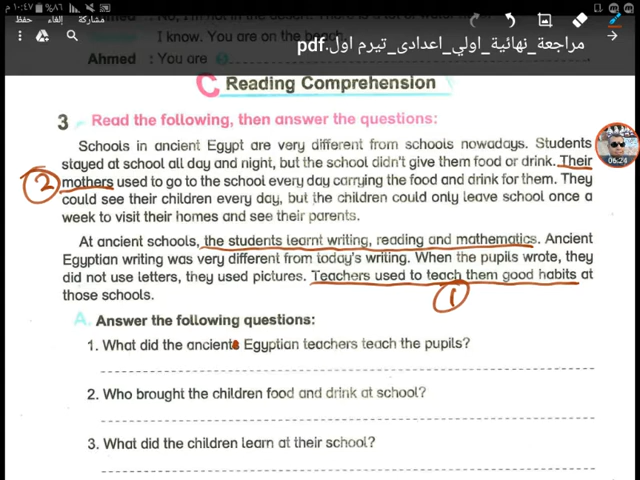 ١٠:٤٧ م
٨٦%
مشاركة إلغاء حفظ
I know. You are on the beach.
مراجعة_نهائية_اولي_اعدادى_تيرم اول.pdf
Ahmed : You are 3
C Reading Comprehension
3 Read the following, then answer the questions:
Schools in ancient Egypt are very different from schools nowadays. Students
stayed at school all day and night, but the school didn't give them food or drink. Their
06:24
2 mothers used to go to the school every day carrying the food and drink for them. They
could see their children every day, but the children could only leave school once a
week to visit their homes and see their parents.
At ancient schools, the students learnt writing, reading and mathematics. Ancient
Egyptian writing was very different from today's writing. When the pupils wrote, they
did not use letters, they used pictures. Teachers used to teach them good habits at
those schools.
1
A. Answer the following questions:
1. What did the ancient Egyptian teachers teach the pupils?
2. Who brought the children food and drink at school?
3. What did the children learn at their school?